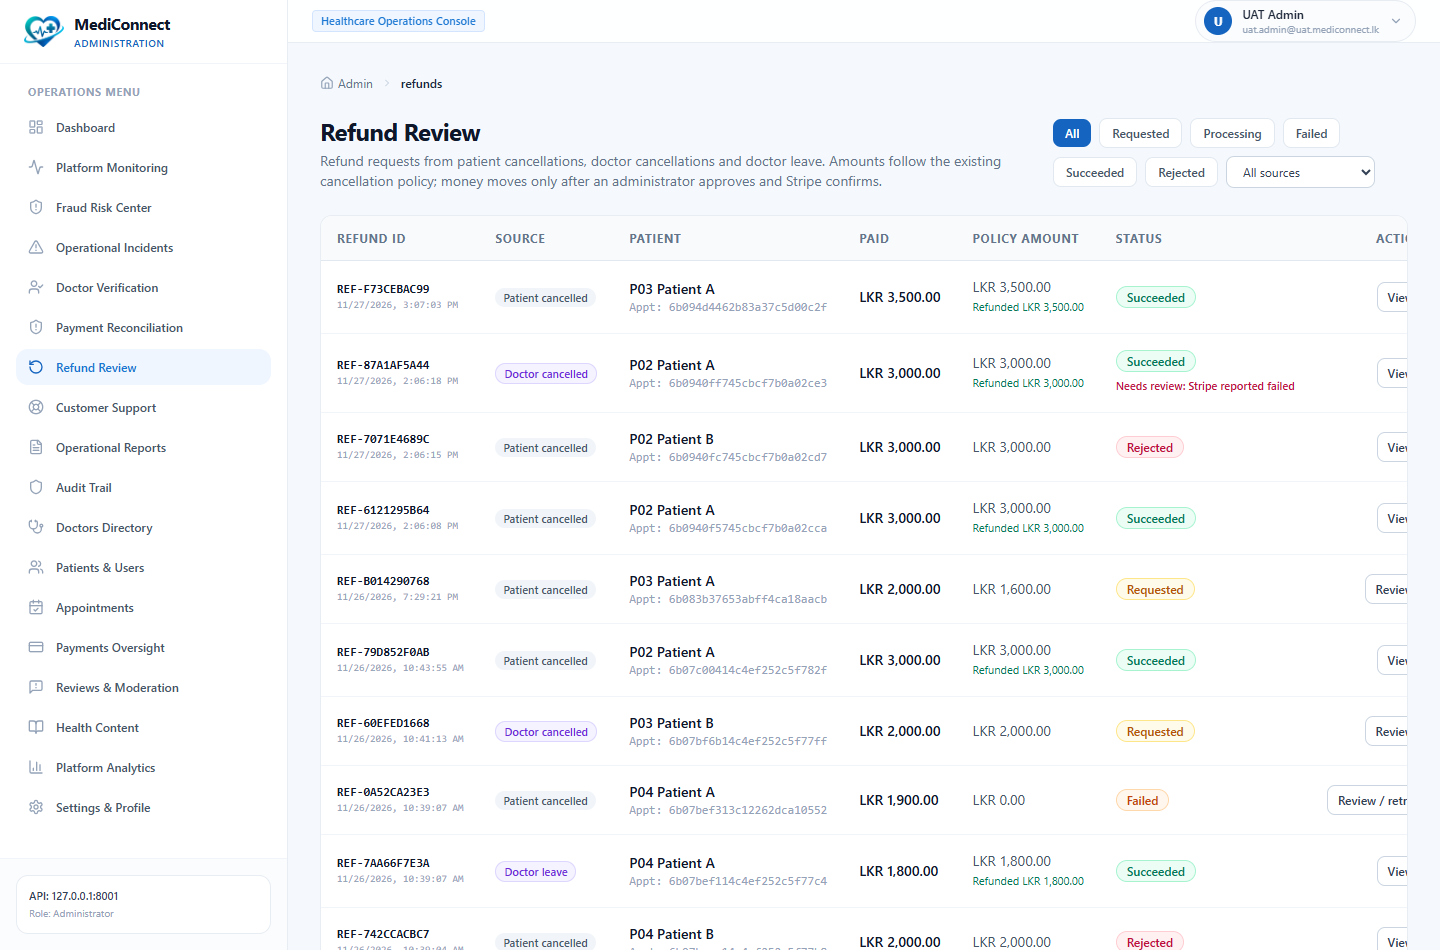 MediConnect
ADMINISTRATION
Healthcare Operations Console
U
UAT Admin
uat.admin@uat.mediconnect.lk
OPERATIONS MENU
Dashboard
Platform Monitoring
Fraud Risk Center
Operational Incidents
Doctor Verification
Payment Reconciliation
Refund Review
Customer Support
Operational Reports
Audit Trail
Doctors Directory
Patients & Users
Appointments
Payments Oversight
Reviews & Moderation
Health Content
Platform Analytics
Settings & Profile
API: 127.0.0.1:8001
Role: Administrator
Admin > refunds
Refund Review
Refund requests from patient cancellations, doctor cancellations and doctor leave. Amounts follow the existing
cancellation policy; money moves only after an administrator approves and Stripe confirms.
All Requested Processing Failed
Succeeded Rejected All sources
REFUND ID SOURCE PATIENT PAID POLICY AMOUNT STATUS ACTI
REF-F73CEBAC99 Patient cancelled P03 Patient A LKR 3,500.00 LKR 3,500.00 Succeeded View
11/27/2026, 3:07:03 PM Appt: 6b094d4462b83a37c5d00c2f Refunded LKR 3,500.00
REF-87A1AF5A44 Doctor cancelled P02 Patient A LKR 3,000.00 LKR 3,000.00 Succeeded View
11/27/2026, 2:06:18 PM Appt: 6b0940ff745cbcf7b0a02ce3 Refunded LKR 3,000.00 Needs review: Stripe reported failed
REF-7071E4689C Patient cancelled P02 Patient B LKR 3,000.00 LKR 3,000.00 Rejected View
11/27/2026, 2:06:15 PM Appt: 6b0940fc745cbcf7b0a02cd7
REF-6121295B64 Patient cancelled P02 Patient A LKR 3,000.00 LKR 3,000.00 Succeeded View
11/27/2026, 2:06:08 PM Appt: 6b0940f5745cbcf7b0a02cca Refunded LKR 3,000.00
REF-B014290768 Patient cancelled P03 Patient A LKR 2,000.00 LKR 1,600.00 Requested Review
11/26/2026, 7:29:21 PM Appt: 6b083b37653abff4ca18aacb
REF-79D852F0AB Patient cancelled P02 Patient A LKR 3,000.00 LKR 3,000.00 Succeeded View
11/26/2026, 10:43:55 AM Appt: 6b07c00414c4ef252c5f782f Refunded LKR 3,000.00
REF-60EFED1668 Doctor cancelled P03 Patient B LKR 2,000.00 LKR 2,000.00 Requested Review
11/26/2026, 10:41:13 AM Appt: 6b07bf6b14c4ef252c5f77ff
REF-0A52CA23E3 Patient cancelled P04 Patient A LKR 1,900.00 LKR 0.00 Failed Review / retr
11/26/2026, 10:39:07 AM Appt: 6b07bef313c12262dca10552
REF-7AA66F7E3A Doctor leave P04 Patient A LKR 1,800.00 LKR 1,800.00 Succeeded View
11/26/2026, 10:39:07 AM Appt: 6b07bef114c4ef252c5f77c4 Refunded LKR 1,800.00
REF-742CCACBC7 Patient cancelled P04 Patient B LKR 2,000.00 LKR 2,000.00 Rejected View